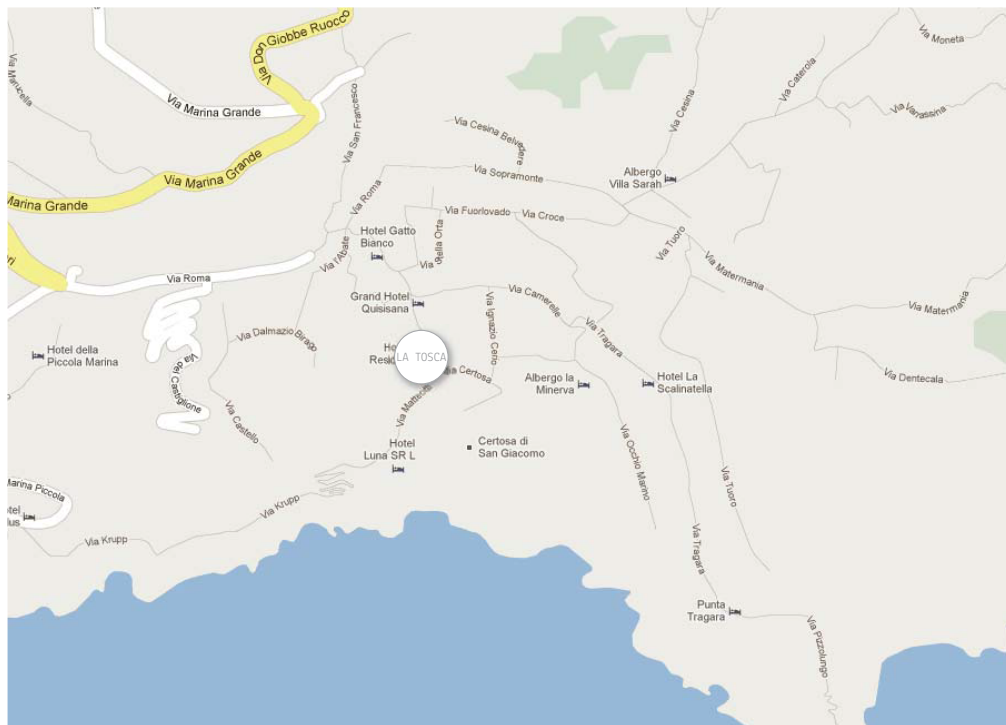 Via Don Giobbe Ruocco
Via Moneta
Via Marucella
Via Caterola
Via Marina Grande
Via Cesina
Via Varrassina
Via San Francesco
Via Cesina Belvedere
Via Marina Grande
Via Sopramonte
Albergo
Villa Sarah
Marina Grande
Via Roma
Via Fuorlovado
Via Croce
Hotel Gatto
Bianco
della Orta
Via Tuoro
Via l'Abate
Via
Via Matermania
Via Roma
Grand Hotel
Quisisana
Via Camerelle
Via Matermania
Via Ignazio Cerio
Via Tragara
Via Dalmazio Birago
Hotel della
Piccola Marina
LA TOSCA
Via dei Castiglione
Certosa
Albergo la
Minerva
Hotel La
Scalinatella
Via Dentecala
Via Castello
Hotel
Luna SR L
Certosa di
San Giacomo
Via Occhio Marino
Marina Piccola
Via Tuoro
Via Krupp
Via Krupp
Via Tragara
Punta
Tragara
Via Pizzolungo